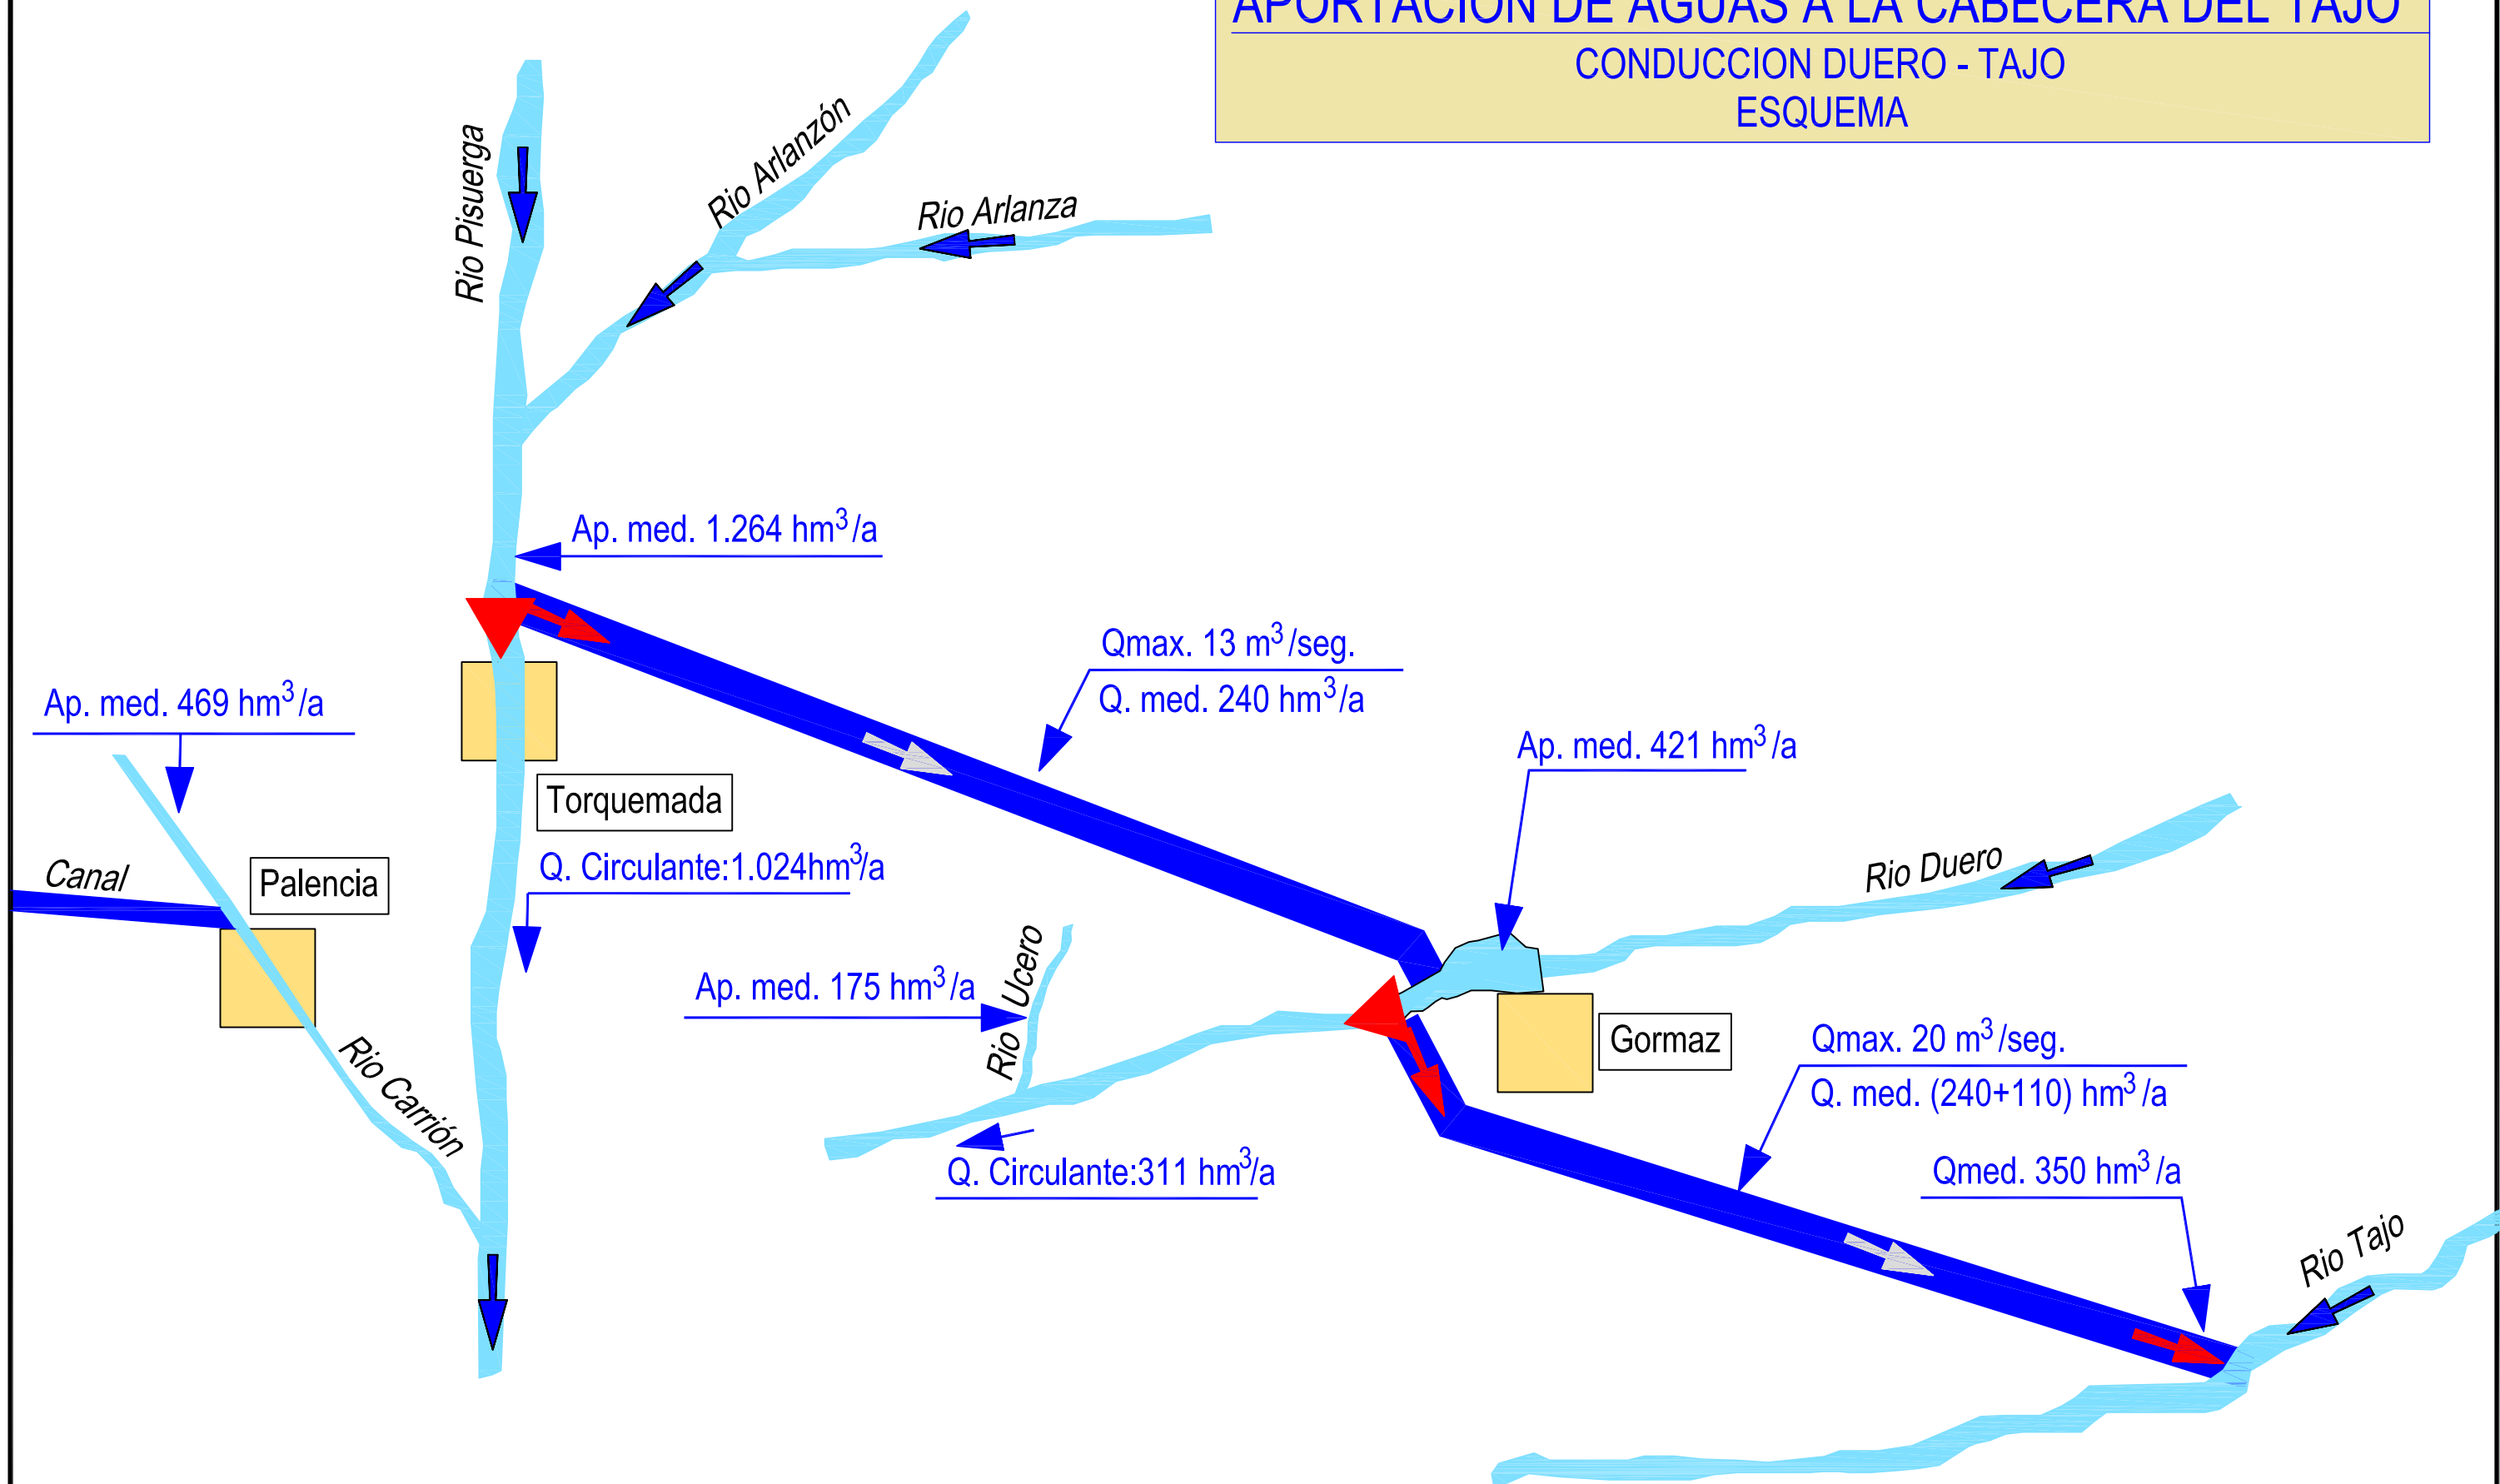 APORTACION DE AGUAS A LA CABECERA DEL TAJO
CONDUCCION DUERO - TAJO
ESQUEMA
Rio Pisuerga
Rio Arlanzón
Rio Arlanza
Ap. med. 1.264 hm³/a
Qmax. 13 m³/seg.
Q. med. 240 hm³/a
Ap. med. 469 hm³/a
Ap. med. 421 hm³/a
Torquemada
Canal
Palencia
Q. Circulante:1.024hm³/a
Rio Duero
Ap. med. 175 hm³/a
Rio Ucero
Gormaz
Rio Carrión
Qmax. 20 m³/seg.
Q. med. (240+110) hm³/a
Q. Circulante:311 hm³/a
Qmed. 350 hm³/a
Rio Tajo